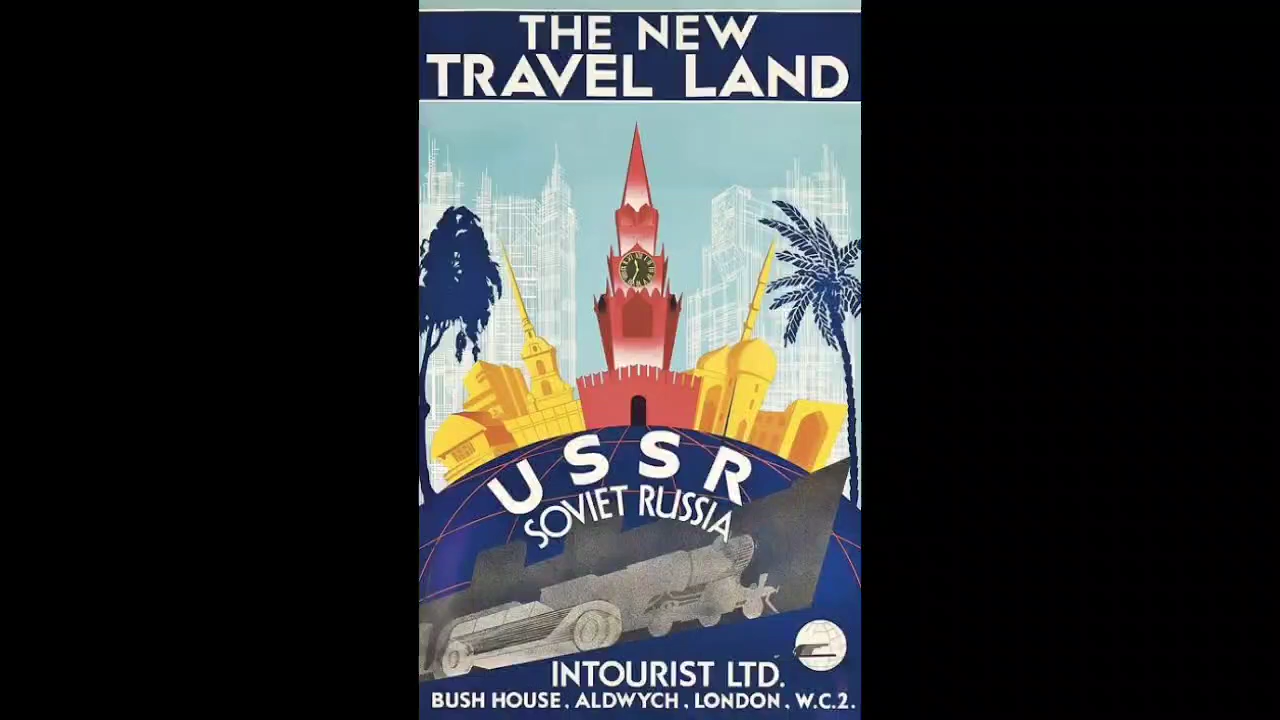 THE NEW
TRAVEL LAND
USSR
SOVIET RUSSIA
INTOURIST LTD.
BUSH HOUSE. ALDWYCH. LONDON. W.C.2.